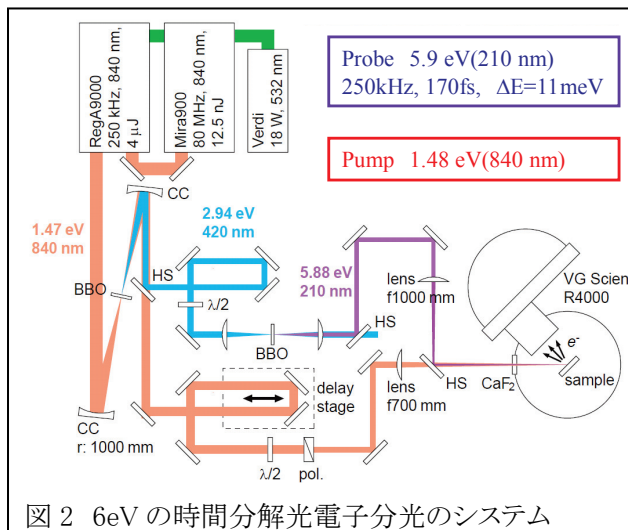 RegA9000
250 kHz, 840 nm,
4 μJ
Mira900
80 MHz, 840 nm,
12.5 nJ
Verdi
18 W, 532 nm
Probe 5.9 eV(210 nm)
250kHz, 170fs, ΔE=11meV
Pump 1.48 eV(840 nm)
CC
1.47 eV
840 nm
2.94 eV
420 nm
HS
BBO
λ/2
5.88 eV
210 nm
lens
f1000 mm
VG Scien
R4000
BBO
HS
e-
sample
HS
CaF₂
lens
f700 mm
delay
stage
CC
r: 1000 mm
λ/2
pol.
図 2 6eV の時間分解光電子分光のシステム